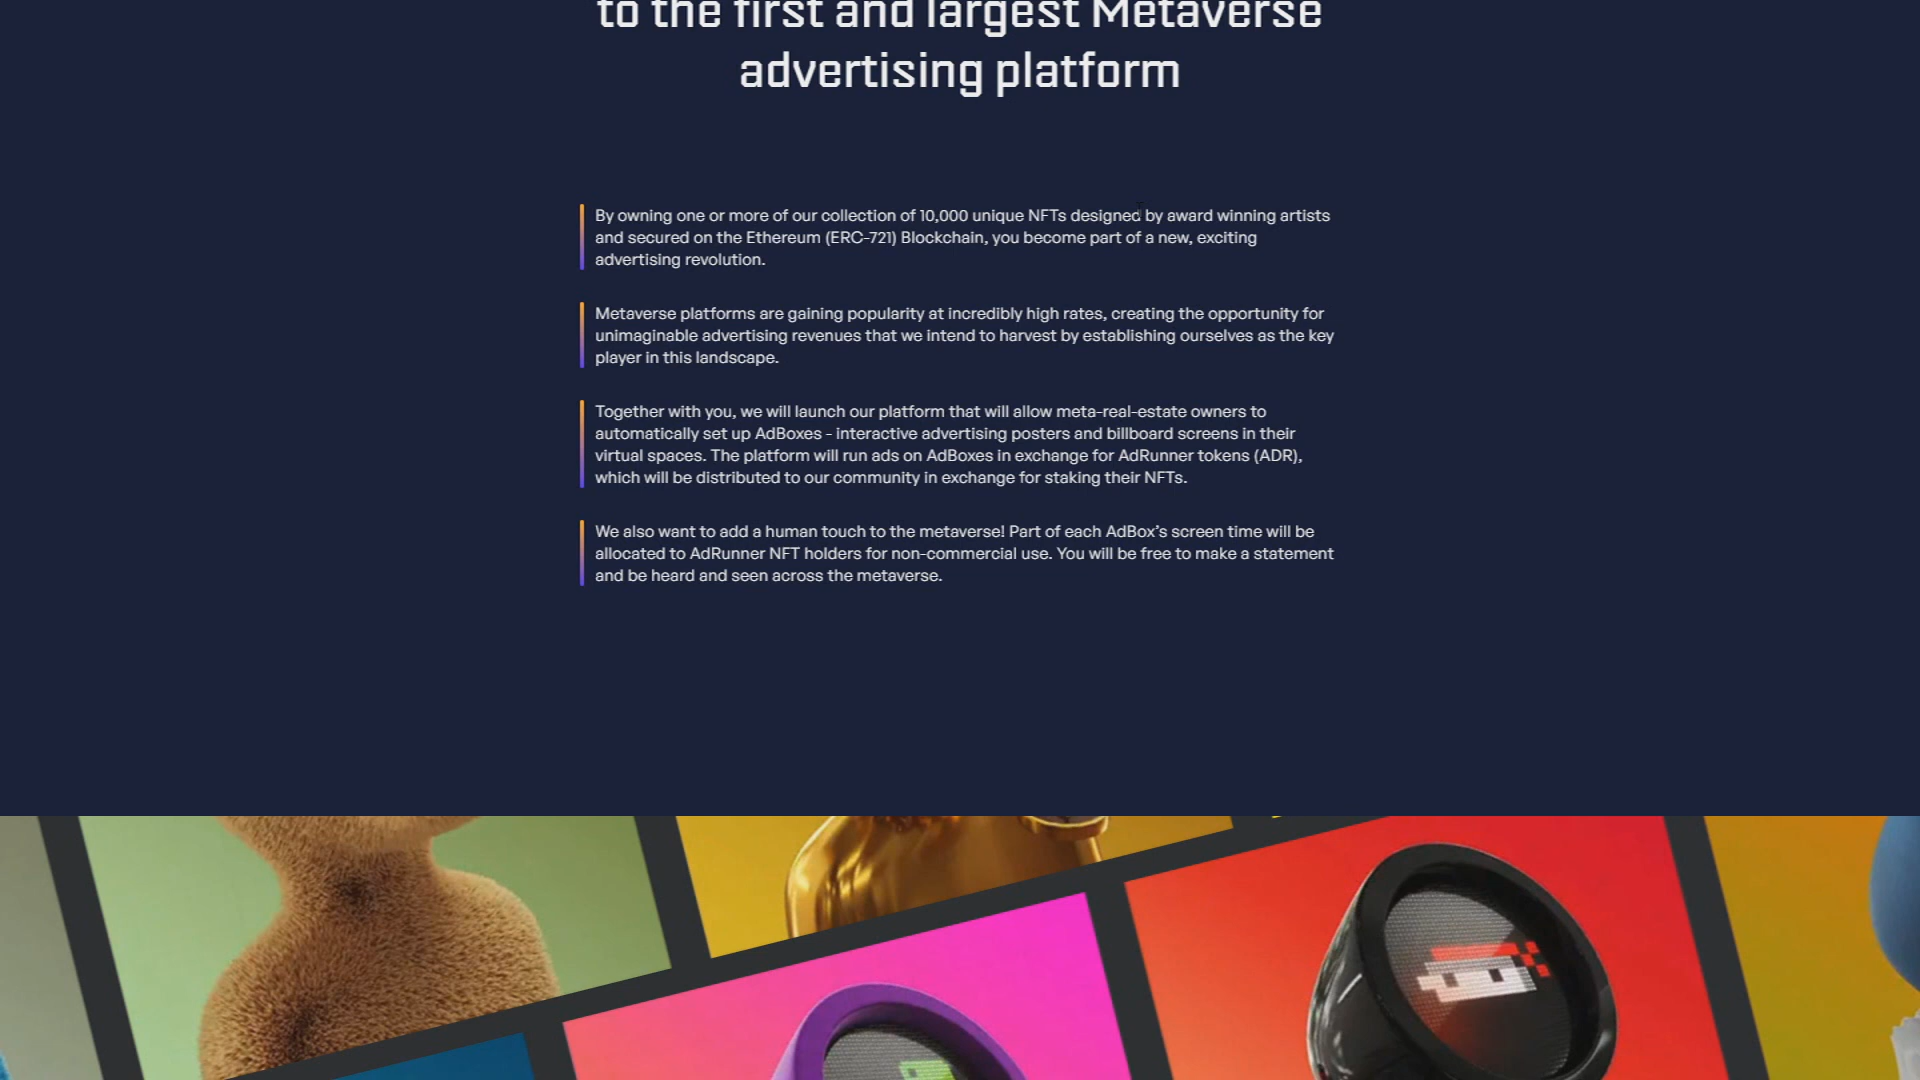 to the first and largest Metaverse
advertising platform
By owning one or more of our collection of 10,000 unique NFTs designed by award winning artists
and secured on the Ethereum (ERC-721) Blockchain, you become part of a new, exciting
advertising revolution.
Metaverse platforms are gaining popularity at incredibly high rates, creating the opportunity for
unimaginable advertising revenues that we intend to harvest by establishing ourselves as the key
player in this landscape.
Together with you, we will launch our platform that will allow meta-real-estate owners to
automatically set up AdBoxes - interactive advertising posters and billboard screens in their
virtual spaces. The platform will run ads on AdBoxes in exchange for AdRunner tokens (ADR),
which will be distributed to our community in exchange for staking their NFTs.
We also want to add a human touch to the metaverse! Part of each AdBox’s screen time will be
allocated to AdRunner NFT holders for non-commercial use. You will be free to make a statement
and be heard and seen across the metaverse.